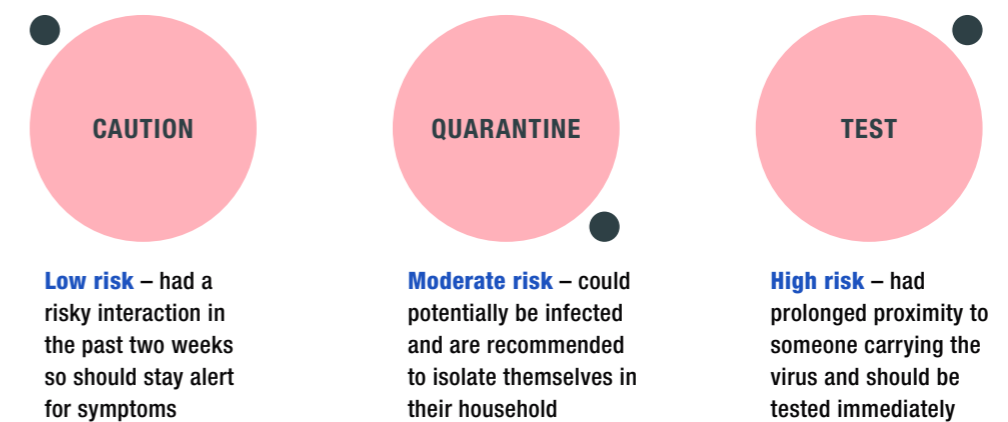 CAUTION
Low risk – had a
risky interaction in
the past two weeks
so should stay alert
for symptoms
QUARANTINE
Moderate risk – could
potentially be infected
and are recommended
to isolate themselves in
their household
TEST
High risk – had
prolonged proximity to
someone carrying the
virus and should be
tested immediately